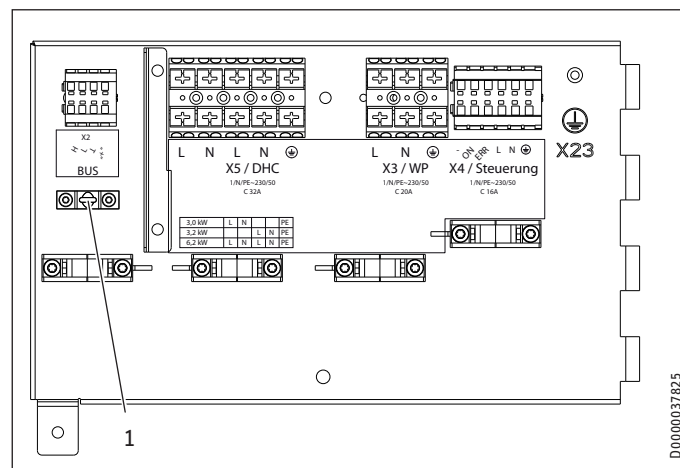 X2
H L ⊥ "+"
BUS
L N L N ⏚
X5 / DHC
1/N/PE~230/50
C 32A
3,0 kW L N PE
3,2 kW L N PE
6,2 kW L N L N PE
L N ⏚
X3 / WP
1/N/PE~230/50
C 20A
- ON ERR L N ⏚
X4 / Steuerung
1/N/PE~230/50
C 16A
X23
1
D0000037825